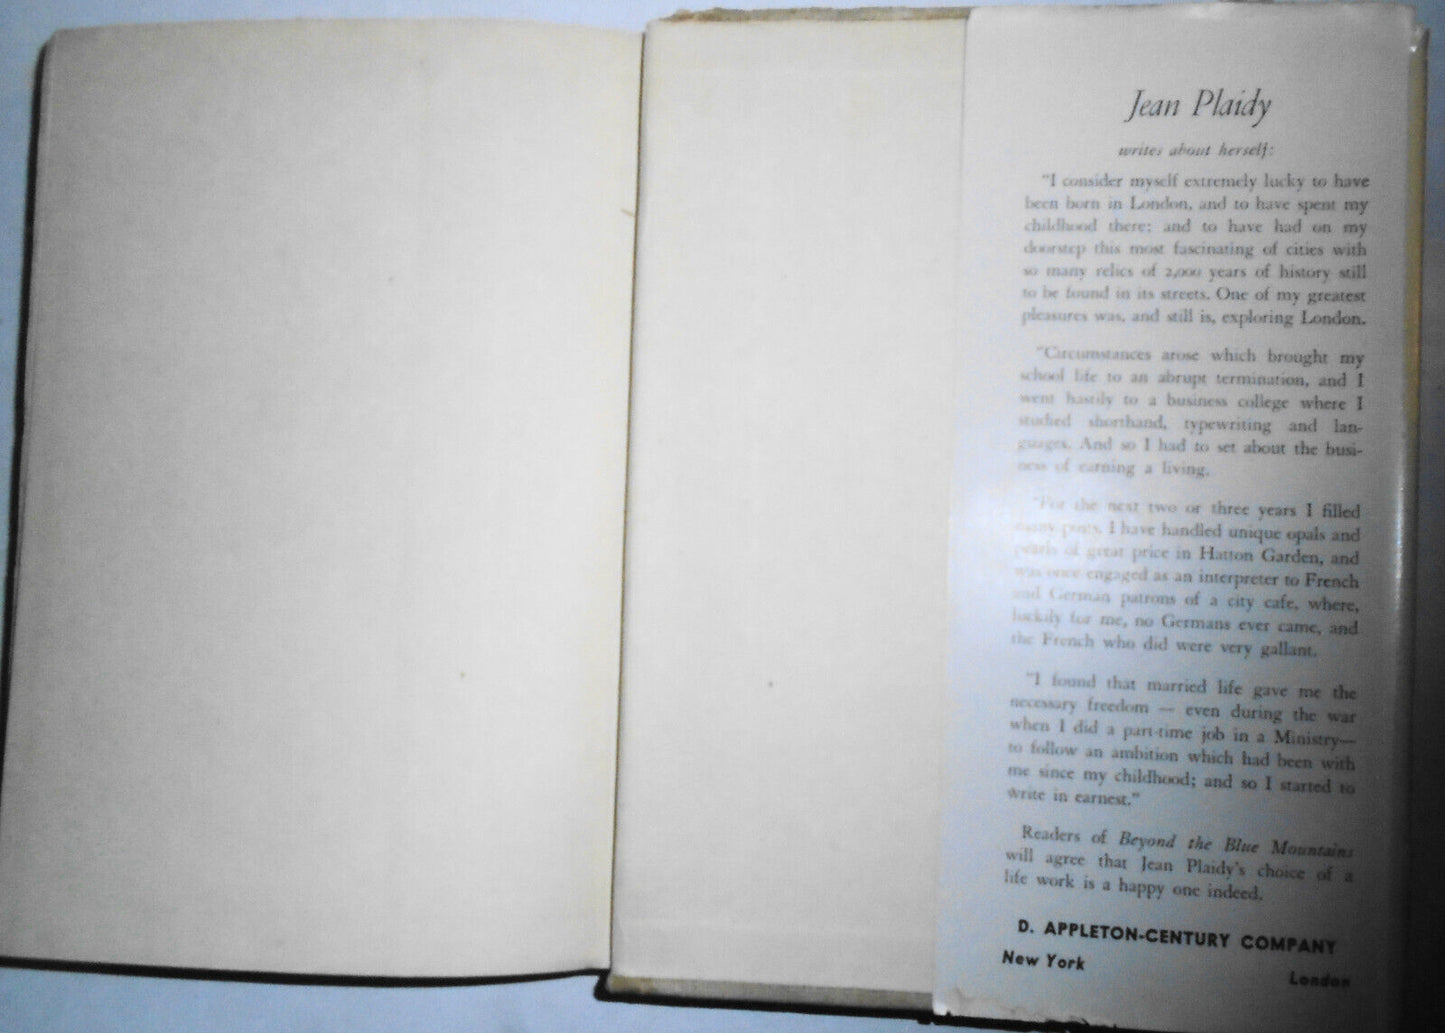 Jean Plaidy
writes about herself:
"I consider myself extremely lucky to have
been born in London, and to have spent my
childhood there; and to have had on my
doorstep this most fascinating of cities with
so many relics of 2,000 years of history still
to be found in its streets. One of my greatest
pleasures was, and still is, exploring London.
"Circumstances arose which brought my
school life to an abrupt termination, and I
went hastily to a business college where I
studied shorthand, typewriting and lan-
guages. And so I had to set about the busi-
ness of earning a living.
"For the next two or three years I filled
many posts. I have handled unique opals and
pearls of great price in Hatton Garden, and
was once engaged as an interpreter to French
and German patrons of a city cafe, where,
luckily for me, no Germans ever came, and
the French who did were very gallant.
"I found that married life gave me the
necessary freedom — even during the war
when I did a part-time job in a Ministry—
to follow an ambition which had been with
me since my childhood; and so I started to
write in earnest."
Readers of Beyond the Blue Mountains
will agree that Jean Plaidy's choice of a
life work is a happy one indeed.
D. APPLETON-CENTURY COMPANY
New York
London